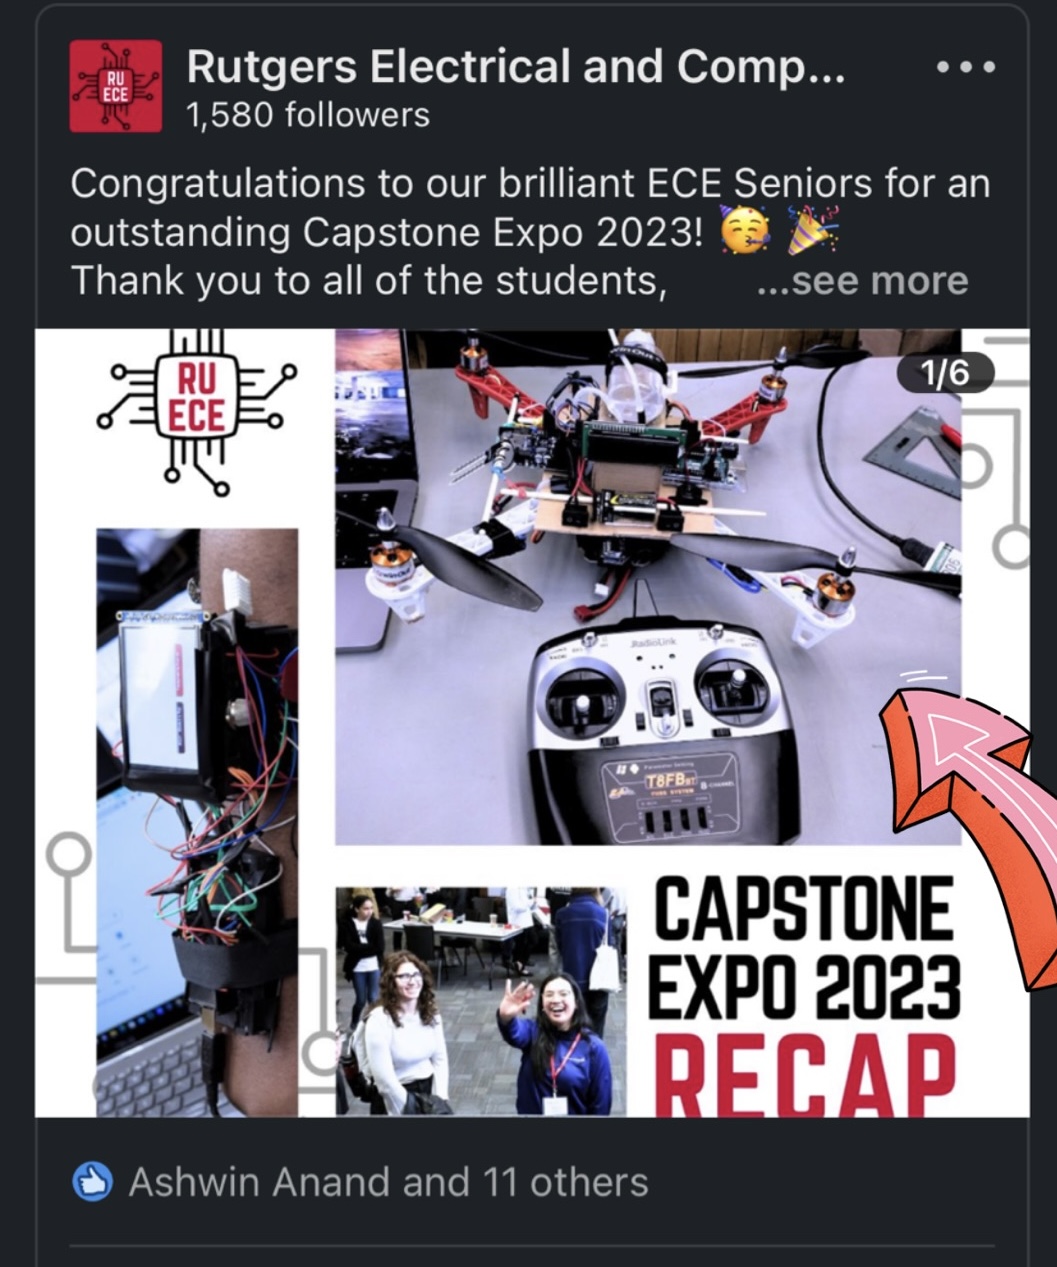 RU
ECE
Rutgers Electrical and Comp...
1,580 followers
Congratulations to our brilliant ECE Seniors for an
outstanding Capstone Expo 2023! 🥳 🎉
Thank you to all of the students,
...see more
RU
ECE
1/6
RadioLink
T8FB
8-CHANNEL
CAPSTONE
EXPO 2023
RECAP
Ashwin Anand and 11 others